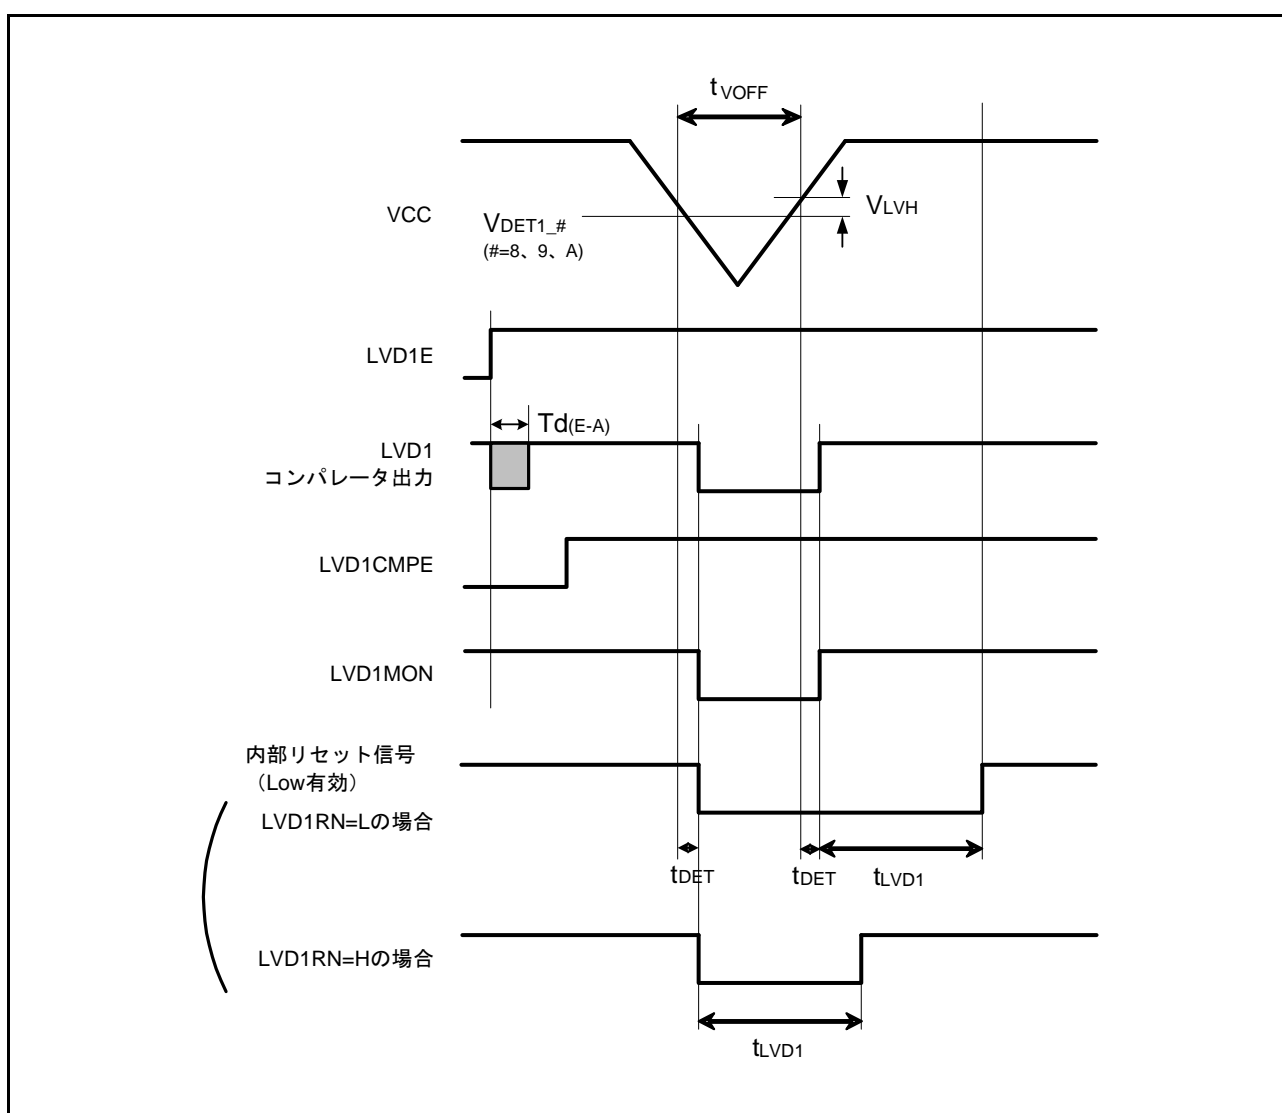 tVOFF
VCC
VDET1_#
(#=8、9、A)
VLVH
LVD1E
Td(E-A)
LVD1
コンパレータ出力
LVD1CMPE
LVD1MON
内部リセット信号
（Low有効）
LVD1RN=Lの場合
tDET
tDET
tLVD1
LVD1RN=Hの場合
tLVD1